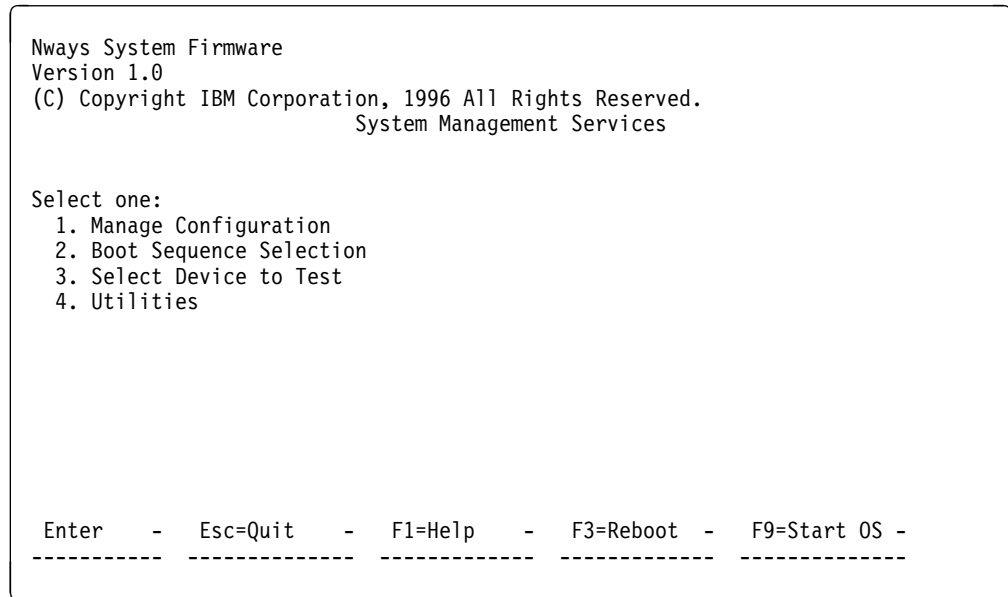 Nways System Firmware
Version 1.0
(C) Copyright IBM Corporation, 1996 All Rights Reserved.
System Management Services
Select one:
1. Manage Configuration
2. Boot Sequence Selection
3. Select Device to Test
4. Utilities
Enter - Esc=Quit - F1=Help - F3=Reboot - F9=Start OS -
----------- -------------- ------------- ------------- --------------